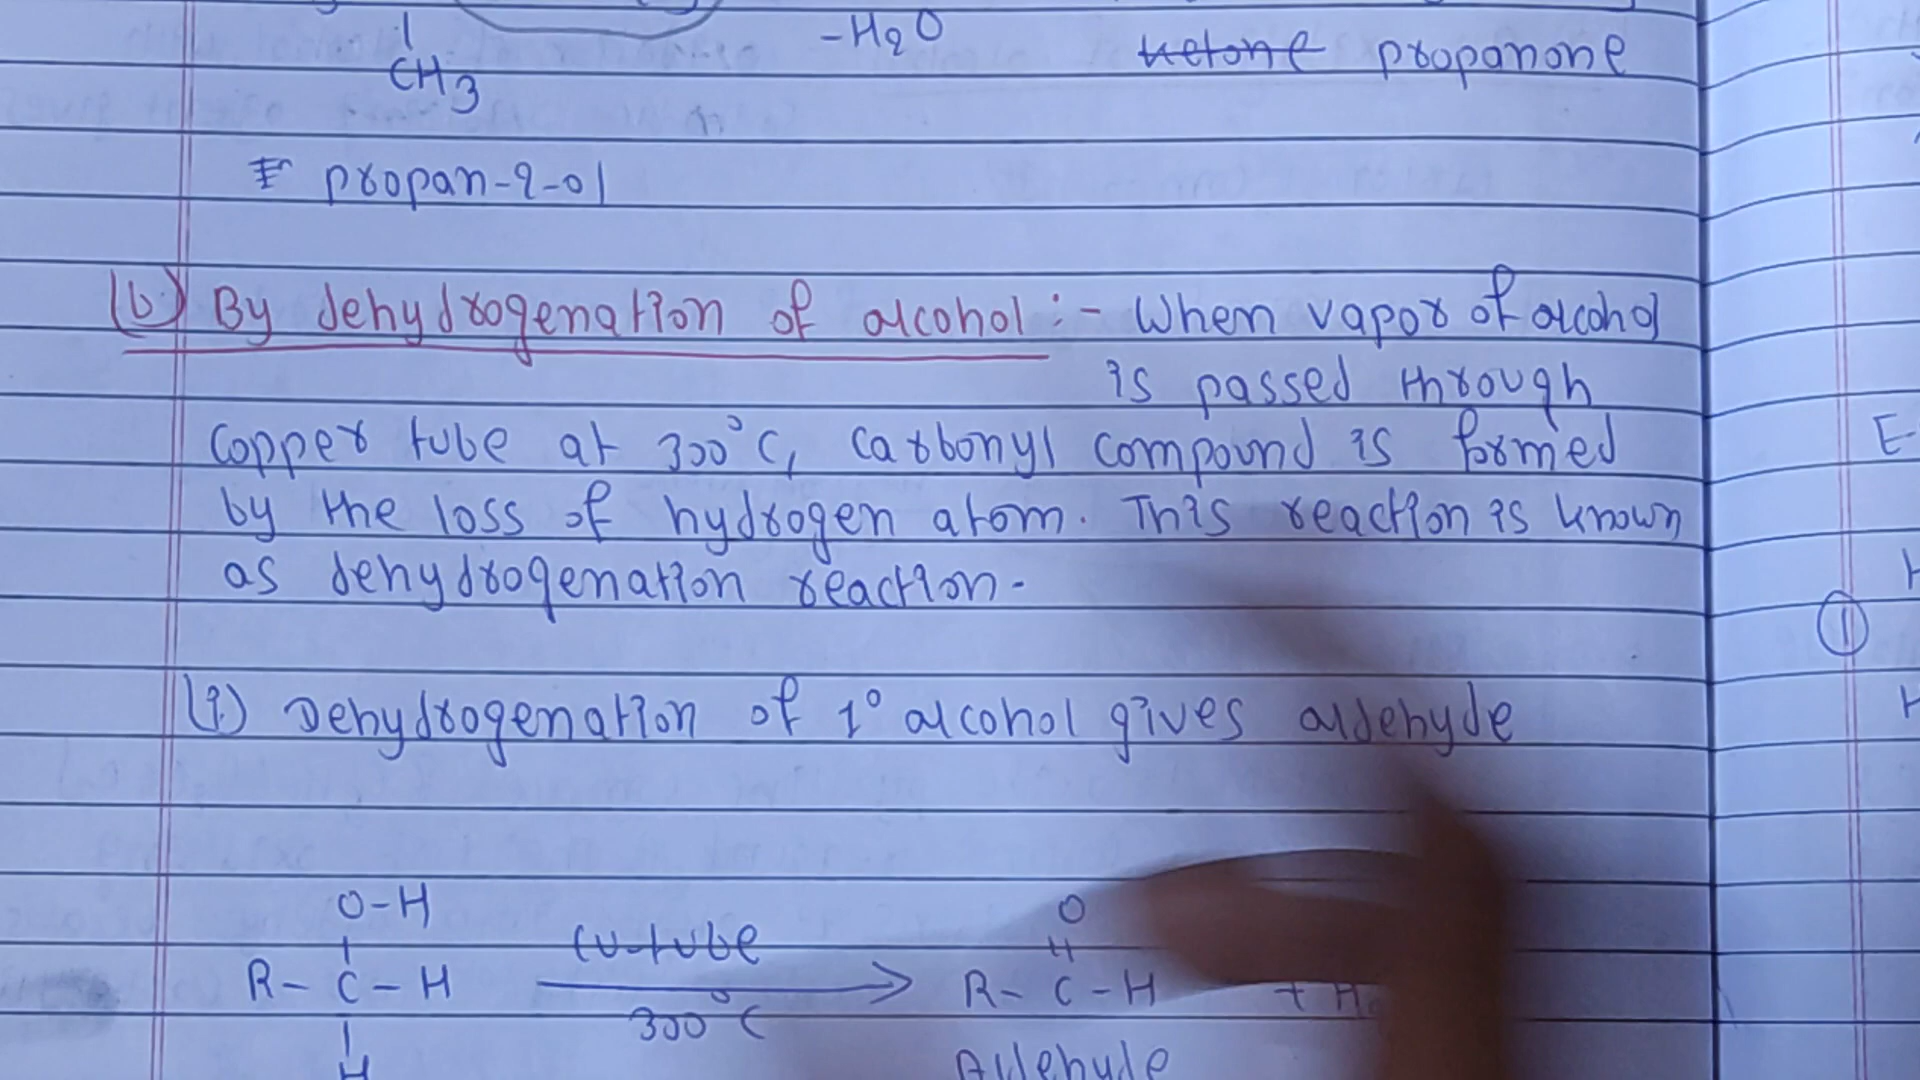 CH3
-H2O
ketone propanone
propan-2-ol
(b) By dehydrogenation of alcohol :- When vapor of alcohol
is passed through
copper tube at 300°C, carbonyl compound is formed
by the loss of hydrogen atom. This reaction is known
as dehydrogenation reaction.
(i) Dehydrogenation of 1° alcohol gives aldehyde
O-H
R-C-H
H
Cu-tube
300°C
O
R-C-H + H
Aldehyde
E-
H
1
H